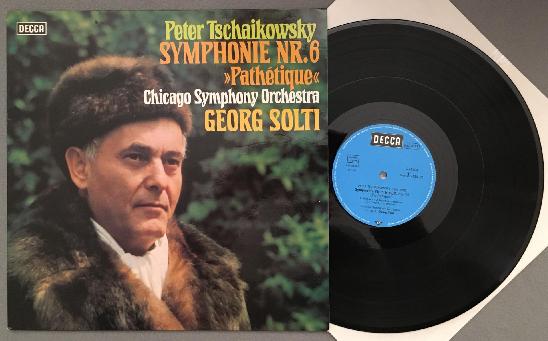 DECCA
Peter Tschaikowsky
SYMPHONIE NR.6
»Pathétique«
Chicago Symphony Orchestra
GEORG SOLTI
DECCA